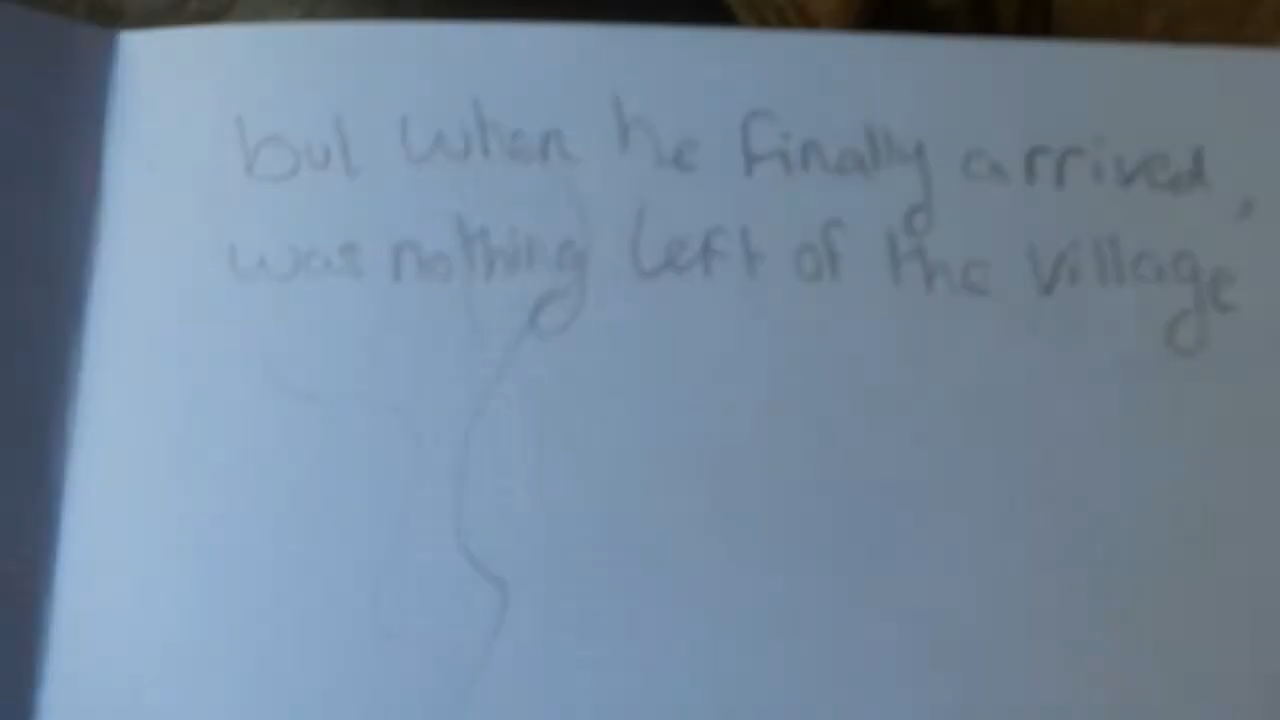 but when he finally arrived,
was nothing left of the village